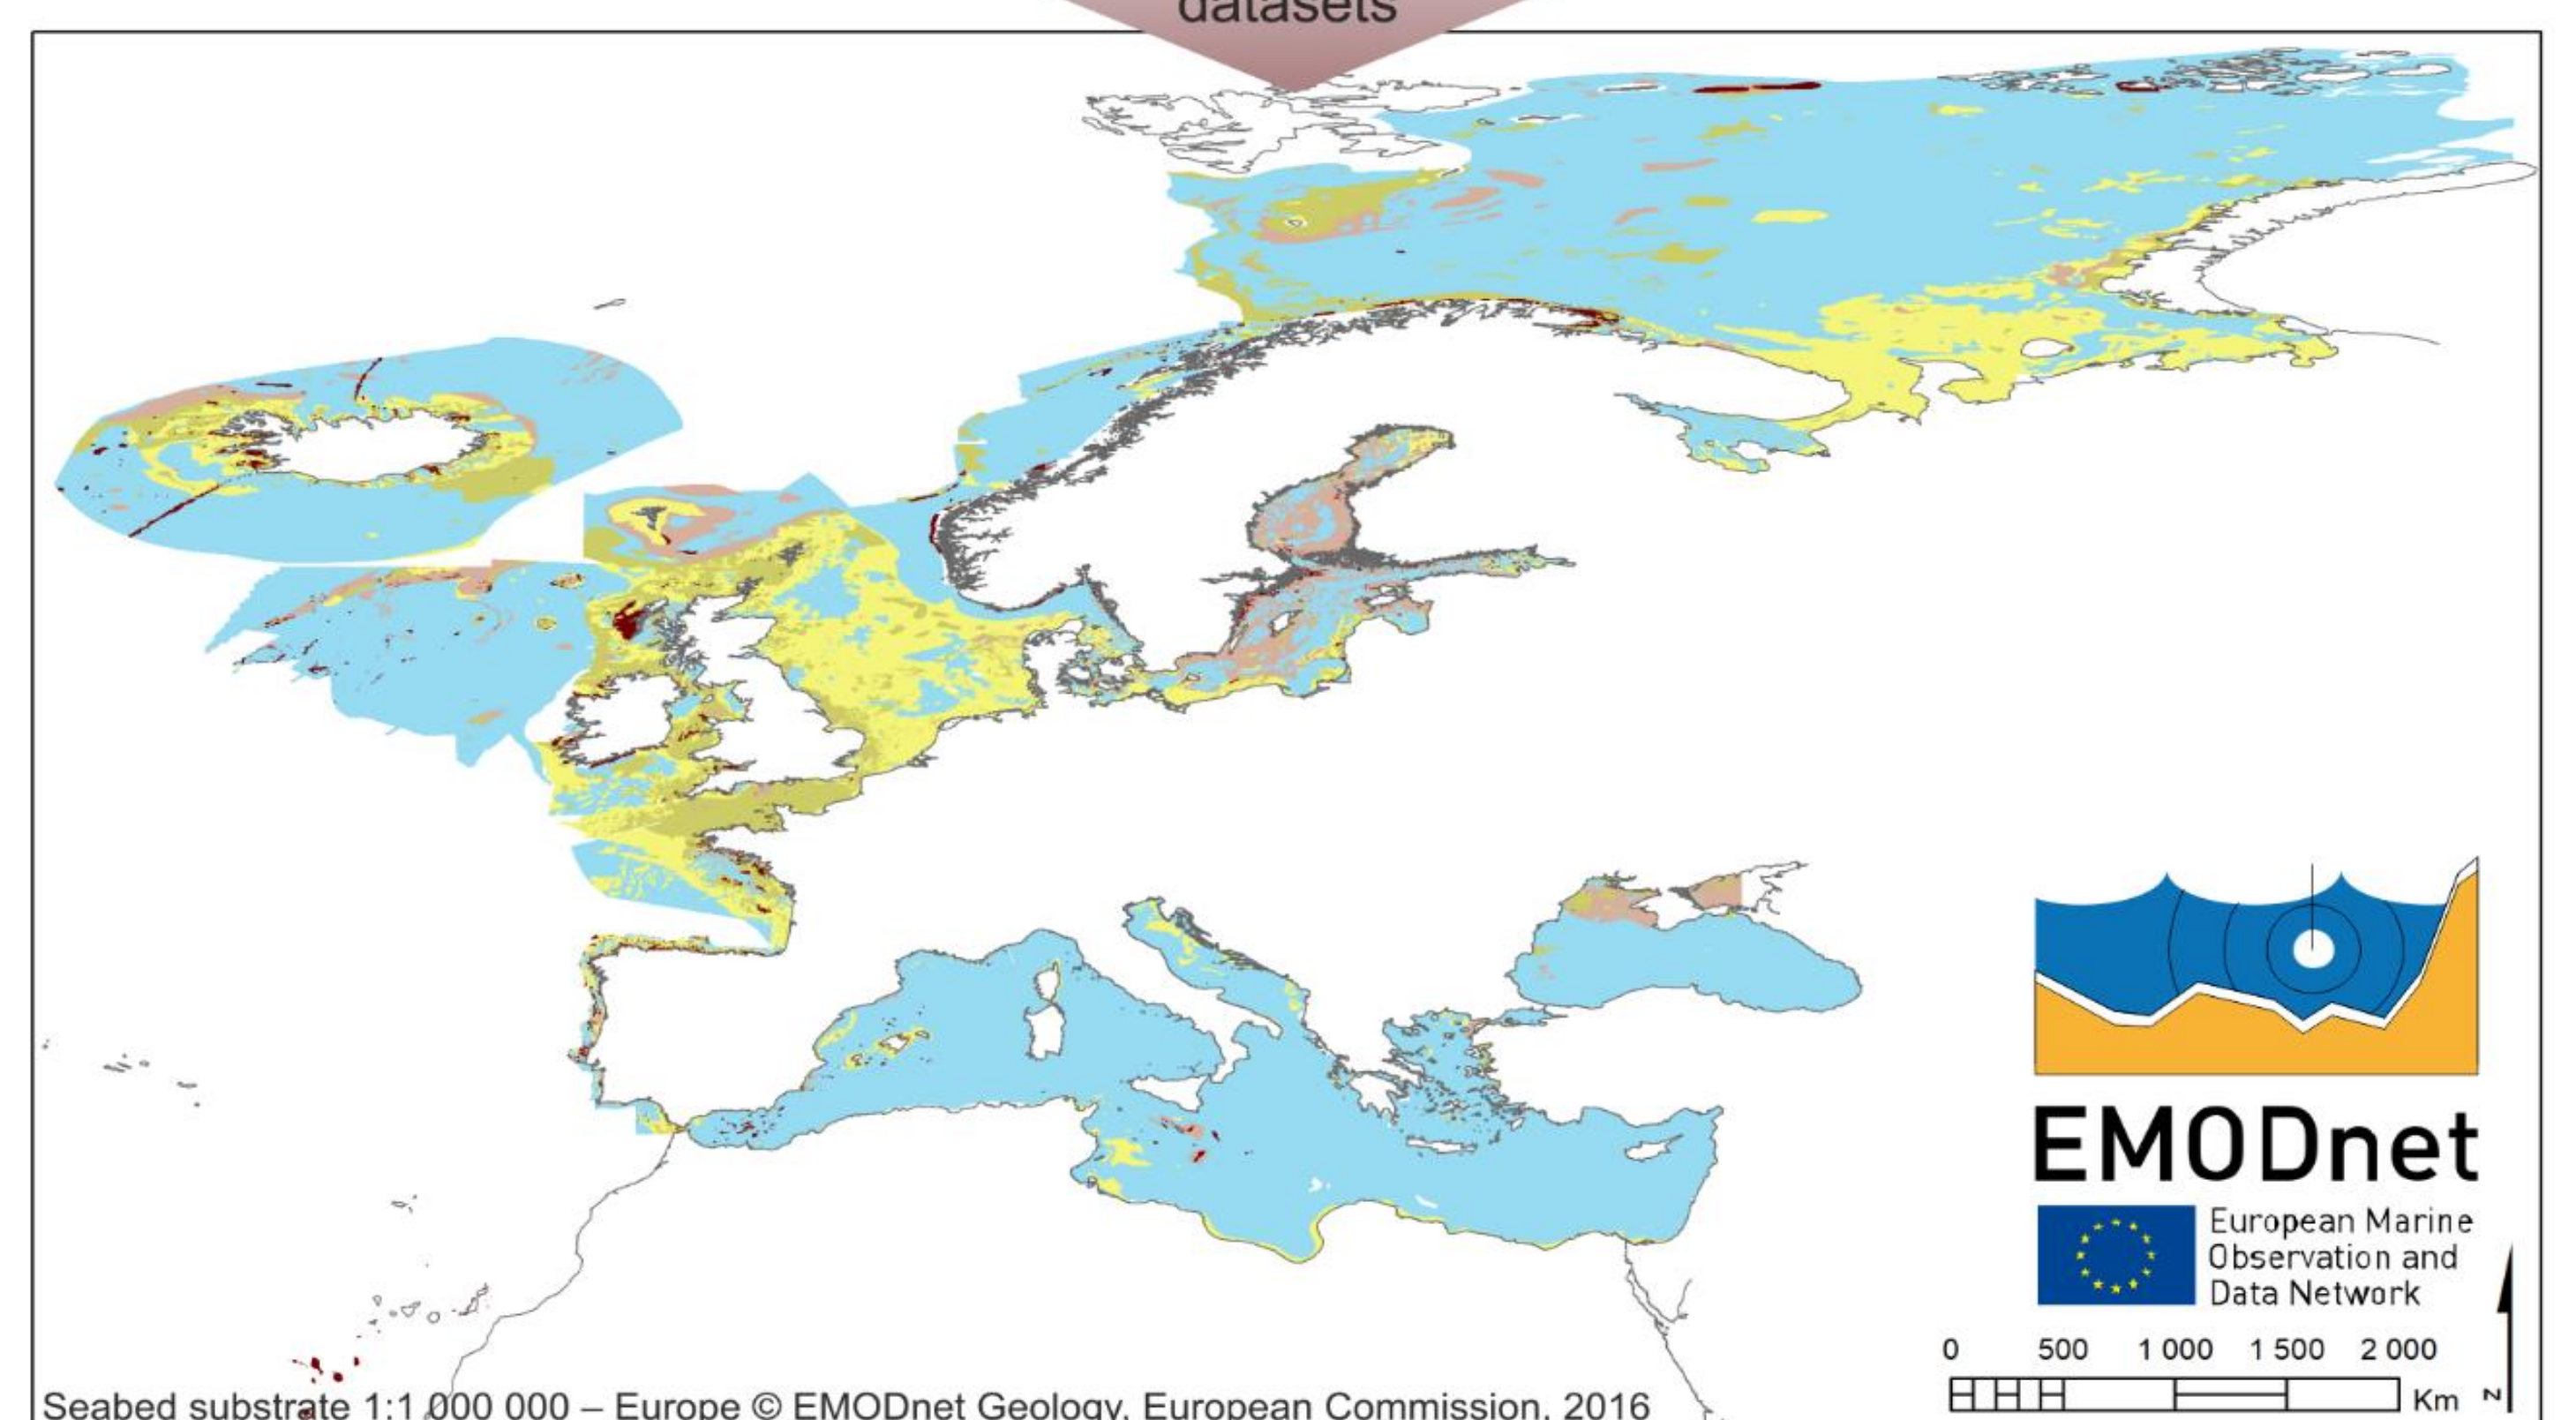 datasets
EMODnet
European Marine
Observation and
Data Network
0 500 1 000 1 500 2 000
Km N
Seabed substrate 1:1 000 000 – Europe © EMODnet Geology, European Commission, 2016